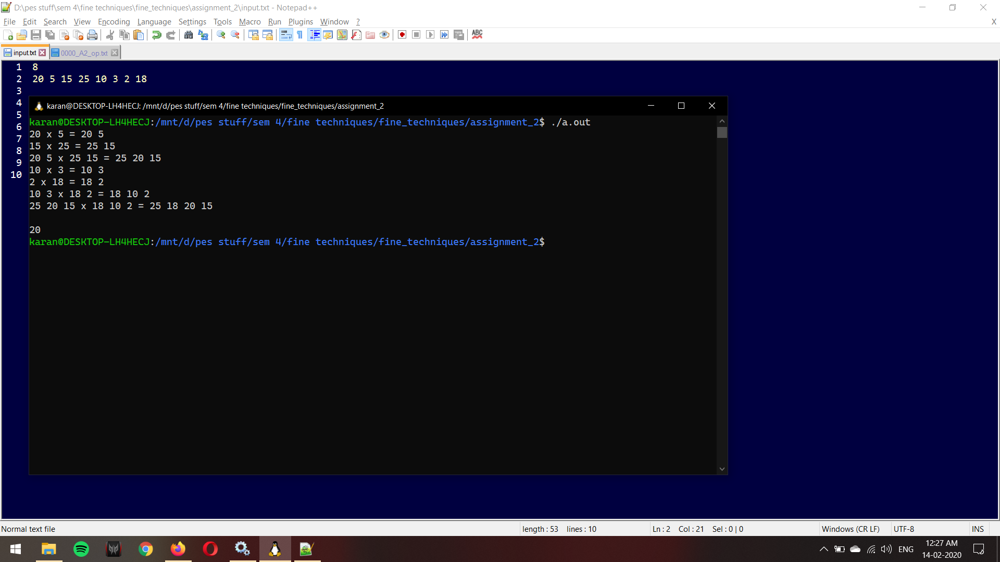 D:\pes stuff\sem 4\fine techniques\fine_techniques\assignment_2\input.txt - Notepad++
File Edit Search View Encoding Language Settings Tools Macro Run Plugins Window ? X
ABC
input.txt 0000_A2_op.txt
1 8
2 20 5 15 25 10 3 2 18
3
4
5
6
7
8
9
10
karan@DESKTOP-LH4HECJ: /mnt/d/pes stuff/sem 4/fine techniques/fine_techniques/assignment_2
karan@DESKTOP-LH4HECJ:/mnt/d/pes stuff/sem 4/fine techniques/fine_techniques/assignment_2$ ./a.out
20 x 5 = 20 5
15 x 25 = 25 15
20 5 x 25 15 = 25 20 15
10 x 3 = 10 3
2 x 18 = 18 2
10 3 x 18 2 = 18 10 2
25 20 15 x 18 10 2 = 25 18 20 15
20
karan@DESKTOP-LH4HECJ:/mnt/d/pes stuff/sem 4/fine techniques/fine_techniques/assignment_2$
Normal text file length : 53 lines : 10 Ln : 2 Col : 21 Sel : 0 | 0 Windows (CR LF) UTF-8 INS
ENG
12:27 AM
14-02-2020